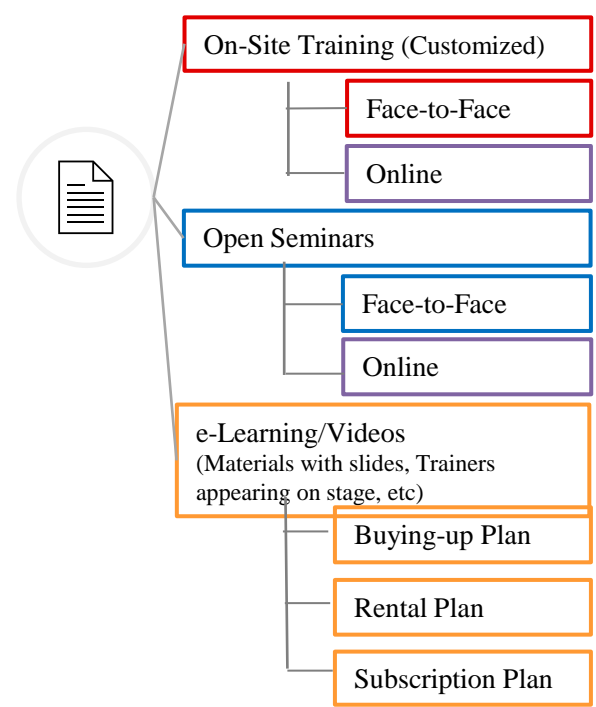 On-Site Training (Customized)
Face-to-Face
Online
Open Seminars
Face-to-Face
Online
e-Learning/Videos
(Materials with slides, Trainers
appearing on stage, etc)
Buying-up Plan
Rental Plan
Subscription Plan